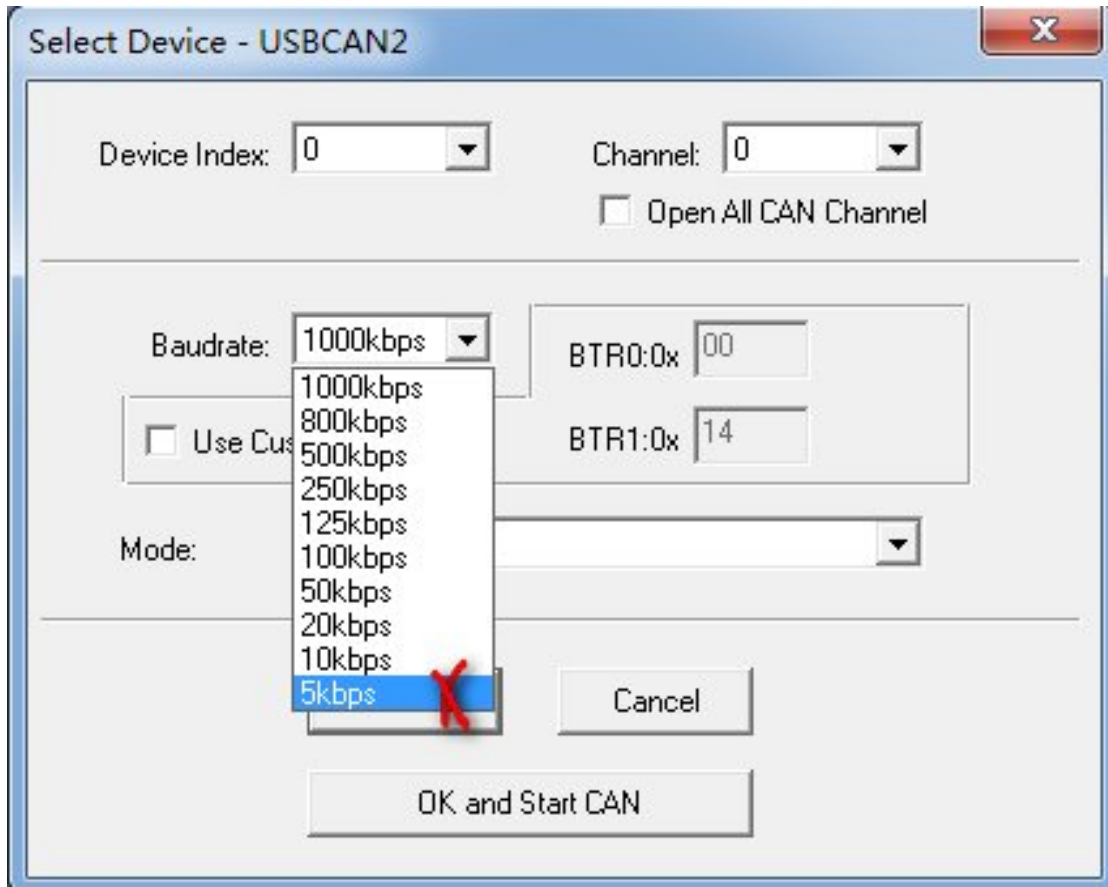 Select Device - USBCAN2
Device Index: 0
Channel: 0
Open All CAN Channel
Baudrate: 1000kbps
BTR0:0x 00
1000kbps
800kbps
Use Cus
500kbps
BTR1:0x 14
250kbps
125kbps
Mode:
100kbps
50kbps
20kbps
10kbps
5kbps
Cancel
OK and Start CAN